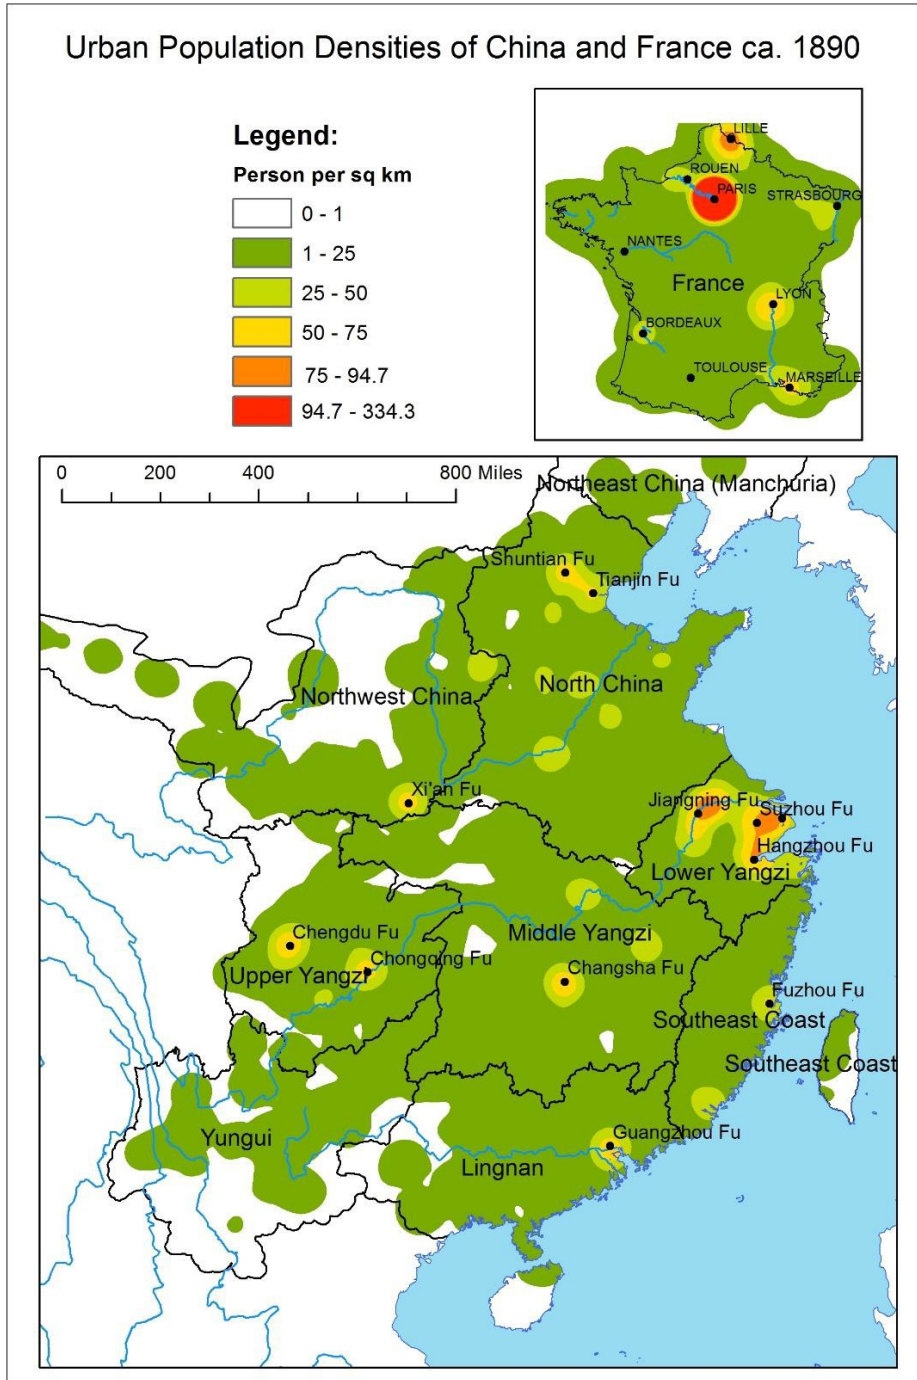 Urban Population Densities of China and France ca. 1890
Legend:
Person per sq km
0 - 1
1 - 25
25 - 50
50 - 75
75 - 94.7
94.7 - 334.3
LILLE
ROUEN
PARIS
STRASBOURG
NANTES
France
LYON
BORDEAUX
TOULOUSE
MARSEILLE
0 200 400 800 Miles
Northeast China (Manchuria)
Shuntian Fu
Tianjin Fu
North China
Northwest China
Xi'an Fu
Jiangning Fu
Suzhou Fu
Hangzhou Fu
Lower Yangzi
Chengdu Fu
Middle Yangzi
Chongqing Fu
Upper Yangzi
Changsha Fu
Fuzhou Fu
Southeast Coast
Southeast Coast
Yungui
Guangzhou Fu
Lingnan